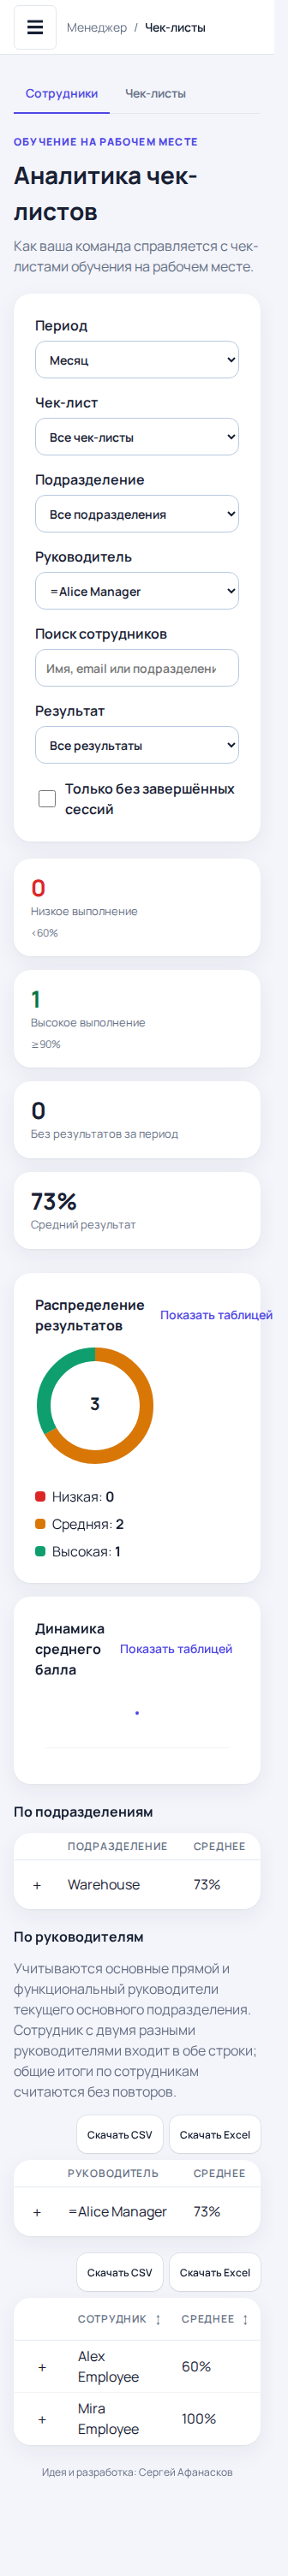 Менеджер / Чек-листы
Сотрудники Чек-листы
ОБУЧЕНИЕ НА РАБОЧЕМ МЕСТЕ
Аналитика чек-
листов
Как ваша команда справляется с чек-
листами обучения на рабочем месте.
Период
Месяц
Чек-лист
Все чек-листы
Подразделение
Все подразделения
Руководитель
=Alice Manager
Поиск сотрудников
Имя, email или подразделени
Результат
Все результаты
Только без завершённых
сессий
0
Низкое выполнение
<60%
1
Высокое выполнение
≥90%
0
Без результатов за период
73%
Средний результат
Распределение
результатов
Показать таблицей
3
Низкая: 0
Средняя: 2
Высокая: 1
Динамика
среднего
балла
Показать таблицей
По подразделениям
ПОДРАЗДЕЛЕНИЕ СРЕДНЕЕ
+ Warehouse 73%
По руководителям
Учитываются основные прямой и
функциональный руководители
текущего основного подразделения.
Сотрудник с двумя разными
руководителями входит в обе строки;
общие итоги по сотрудникам
считаются без повторов.
Скачать CSV Скачать Excel
РУКОВОДИТЕЛЬ СРЕДНЕЕ
+ =Alice Manager 73%
Скачать CSV Скачать Excel
СОТРУДНИК ↕ СРЕДНЕЕ ↕
+ Alex
Employee 60%
+ Mira
Employee 100%
Идея и разработка: Сергей Афанасков